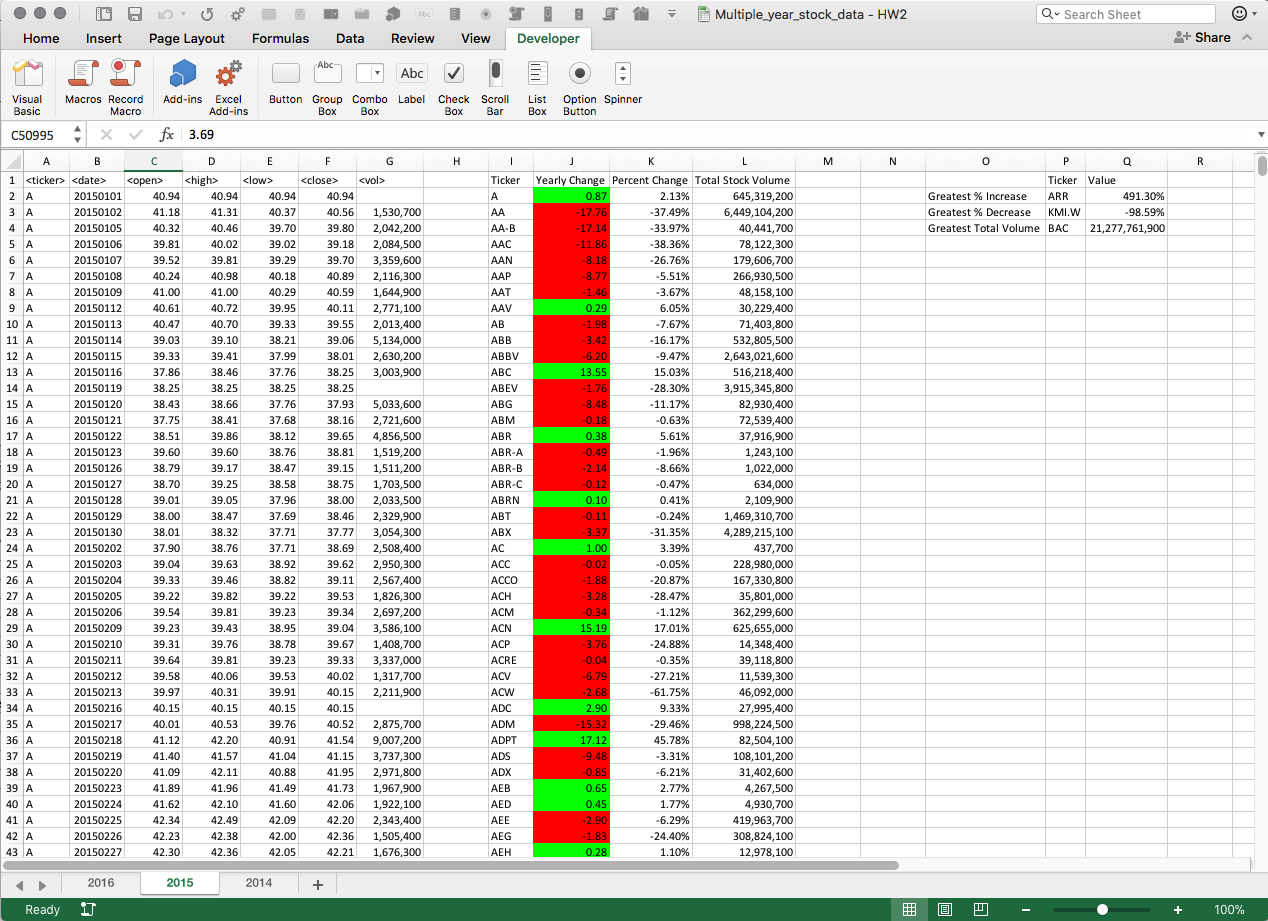 Multiple_year_stock_data - HW2
Search Sheet
Home Insert Page Layout Formulas Data Review View Developer
Share
Abc Abc
Visual Basic Macros Record Macro Add-ins Excel Add-ins Button Group Box Combo Box Label Check Box Scroll Bar List Box Option Button Spinner
C50995 fx 3.69
A B C D E F G H I J K L M N O P Q R
1 <ticker> <date> <open> <high> <low> <close> <vol> Ticker Yearly Change Percent Change Total Stock Volume Ticker Value
2 A 20150101 40.94 40.94 40.94 40.94 A 0.87 2.13% 645,319,200 Greatest % Increase ARR 491.30%
3 A 20150102 41.18 41.31 40.37 40.56 1,530,700 AA -17.76 -37.49% 6,449,104,200 Greatest % Decrease KMI.W -98.59%
4 A 20150105 40.32 40.46 39.70 39.80 2,042,200 AA-B -17.14 -33.97% 40,441,700 Greatest Total Volume BAC 21,277,761,900
5 A 20150106 39.81 40.02 39.02 39.18 2,084,500 AAC -11.86 -38.36% 78,122,300
6 A 20150107 39.52 39.81 39.29 39.70 3,359,600 AAN -8.18 -26.76% 179,606,700
7 A 20150108 40.24 40.98 40.18 40.89 2,116,300 AAP -8.77 -5.51% 266,930,500
8 A 20150109 41.00 41.00 40.29 40.59 1,644,900 AAT -1.46 -3.67% 48,158,100
9 A 20150112 40.61 40.72 39.95 40.11 2,771,100 AAV 0.29 6.05% 30,229,400
10 A 20150113 40.47 40.70 39.33 39.55 2,013,400 AB -1.98 -7.67% 71,403,800
11 A 20150114 39.03 39.10 38.21 39.06 5,134,000 ABB -3.42 -16.17% 532,805,500
12 A 20150115 39.33 39.41 37.99 38.01 2,630,200 ABBV -6.20 -9.47% 2,643,021,600
13 A 20150116 37.86 38.46 37.76 38.25 3,003,900 ABC 13.55 15.03% 516,218,400
14 A 20150119 38.25 38.25 38.25 38.25 ABEV -1.76 -28.30% 3,915,345,800
15 A 20150120 38.43 38.66 37.76 37.93 5,033,600 ABG -8.48 -11.17% 82,930,400
16 A 20150121 37.75 38.41 37.68 38.16 2,721,600 ABM -0.18 -0.63% 72,539,400
17 A 20150122 38.51 39.86 38.12 39.65 4,856,500 ABR 0.38 5.61% 37,916,900
18 A 20150123 39.60 39.60 38.76 38.81 1,519,200 ABR-A -0.49 -1.96% 1,243,100
19 A 20150126 38.79 39.17 38.47 39.15 1,511,200 ABR-B -2.14 -8.66% 1,022,000
20 A 20150127 38.70 39.25 38.58 38.75 1,703,500 ABR-C -0.12 -0.47% 634,000
21 A 20150128 39.01 39.05 37.96 38.00 2,033,500 ABRN 0.10 0.41% 2,109,900
22 A 20150129 38.00 38.47 37.69 38.46 2,329,900 ABT -0.11 -0.24% 1,469,310,700
23 A 20150130 38.01 38.32 37.71 37.77 3,054,300 ABX -3.37 -31.35% 4,289,215,100
24 A 20150202 37.90 38.76 37.71 38.69 2,508,400 AC 1.00 3.39% 437,700
25 A 20150203 39.04 39.63 38.92 39.62 2,950,300 ACC -0.02 -0.05% 228,980,000
26 A 20150204 39.33 39.46 38.82 39.11 2,567,400 ACCO -1.88 -20.87% 167,330,800
27 A 20150205 39.22 39.82 39.22 39.53 1,826,300 ACH -3.28 -28.47% 35,801,000
28 A 20150206 39.54 39.81 39.23 39.34 2,697,200 ACM -0.34 -1.12% 362,299,600
29 A 20150209 39.23 39.43 38.95 39.04 3,586,100 ACN 15.19 17.01% 625,655,000
30 A 20150210 39.31 39.76 38.78 39.67 1,408,700 ACP -3.76 -24.88% 14,348,400
31 A 20150211 39.64 39.81 39.23 39.33 3,337,000 ACRE -0.04 -0.35% 39,118,800
32 A 20150212 39.58 40.06 39.53 40.02 1,317,700 ACV -6.79 -27.21% 11,539,300
33 A 20150213 39.97 40.31 39.91 40.15 2,211,900 ACW -2.68 -61.75% 46,092,000
34 A 20150216 40.15 40.15 40.15 40.15 ADC 2.90 9.33% 27,995,400
35 A 20150217 40.01 40.53 39.76 40.52 2,875,700 ADM -15.32 -29.46% 998,224,500
36 A 20150218 41.12 42.20 40.91 41.54 9,007,200 ADPT 17.12 45.78% 82,504,100
37 A 20150219 41.40 41.57 41.04 41.15 3,737,300 ADS -9.48 -3.31% 108,101,200
38 A 20150220 41.09 42.11 40.88 41.95 2,971,800 ADX -0.85 -6.21% 31,402,600
39 A 20150223 41.89 41.96 41.49 41.73 1,967,900 AEB 0.65 2.77% 4,267,500
40 A 20150224 41.62 42.10 41.60 42.06 1,922,100 AED 0.45 1.77% 4,930,700
41 A 20150225 42.34 42.49 42.09 42.20 2,343,400 AEE -2.90 -6.29% 419,963,700
42 A 20150226 42.23 42.38 42.00 42.36 1,505,400 AEG -1.83 -24.40% 308,824,100
43 A 20150227 42.30 42.36 42.05 42.21 1,676,300 AEH 0.28 1.10% 12,978,100
2016 2015 2014
Ready 100%